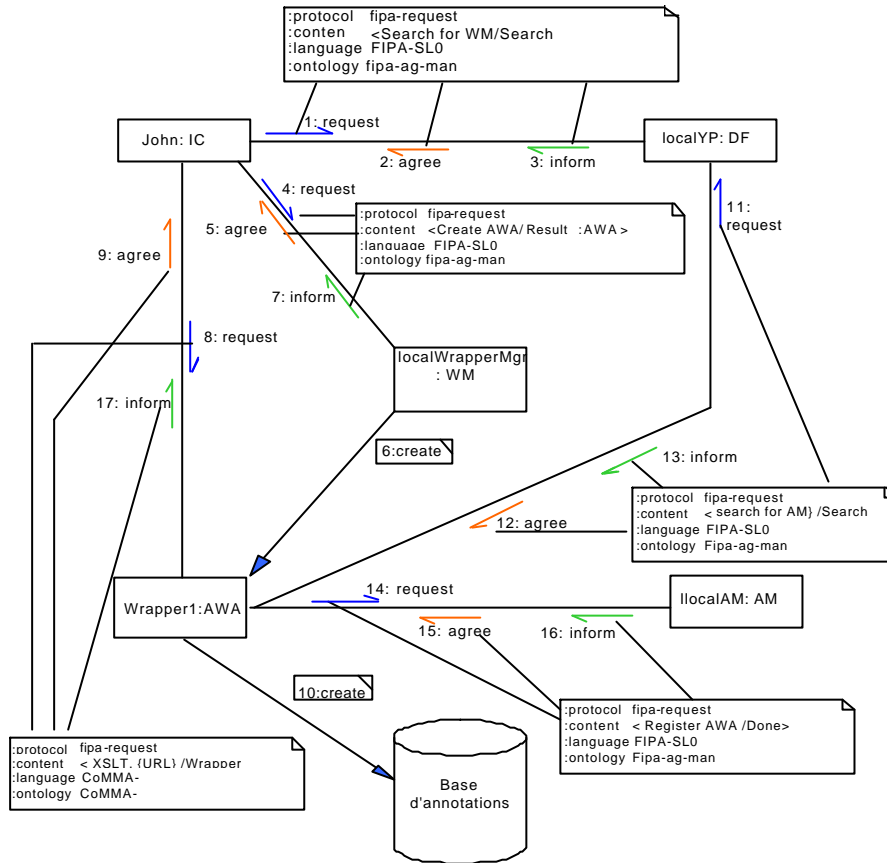 :protocol fipa-request
:conten <Search for WM/Search
:language FIPA-SL0
:ontology fipa-ag-man
1: request
John: IC
localYP: DF
2: agree
3: inform
4: request
11:
request
:protocol fipa-request
:content <Create AWA/ Result :AWA>
:language FIPA-SL0
:ontology fipa-ag-man
5: agree
9: agree
7: inform
8: request
localWrapperMgr
: WM
17: inform
6:create
13: inform
:protocol fipa-request
:content < search for AM} /Search
:language FIPA-SL0
:ontology Fipa-ag-man
12: agree
14: request
Wrapper1:AWA
llocalAM: AM
15: agree
16: inform
10:create
:protocol fipa-request
:content < Register AWA /Done>
:language FIPA-SL0
:ontology Fipa-ag-man
:protocol fipa-request
:content < XSLT, {URL} /Wrapper
:language CoMMA-
:ontology CoMMA-
Base
d'annotations